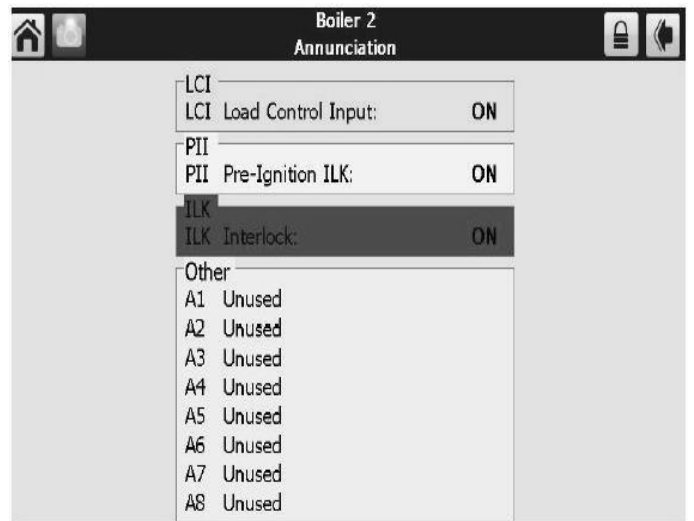 Boiler 2
Annunciation
LCI
LCI Load Control Input: ON
PII
PII Pre-Ignition ILK: ON
ILK
ILK Interlock: ON
Other
A1 Unused
A2 Unused
A3 Unused
A4 Unused
A5 Unused
A6 Unused
A7 Unused
A8 Unused